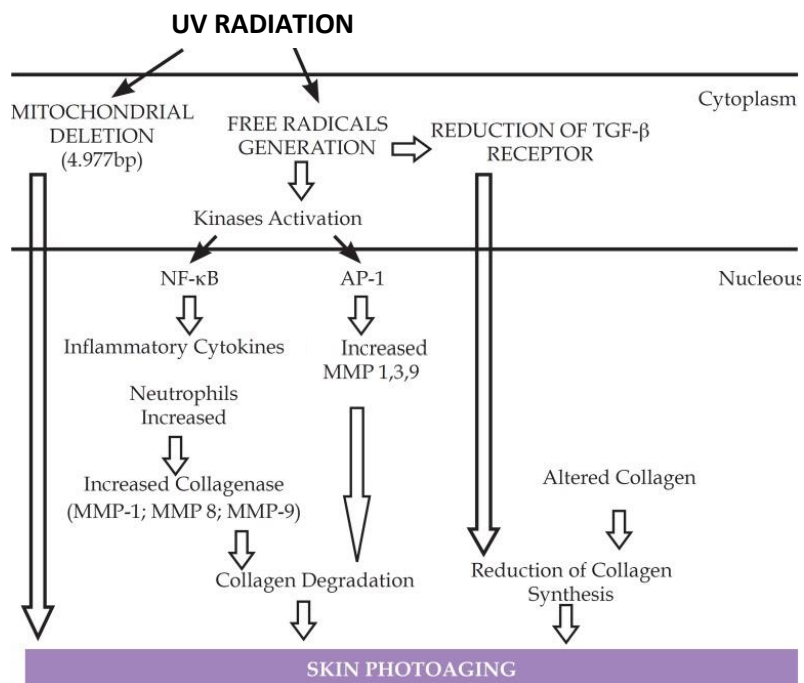 UV RADIATION
Cytoplasm
MITOCHONDRIAL
DELETION
(4.977bp)
FREE RADICALS
GENERATION
REDUCTION OF TGF-β
RECEPTOR
Kinases Activation
NF-κB
AP-1
Nucleous
Inflammatory Cytokines
Increased
MMP 1,3,9
Neutrophils
Increased
Increased Collagenase
(MMP-1; MMP 8; MMP-9)
Altered Collagen
Collagen Degradation
Reduction of Collagen
Synthesis
SKIN PHOTOAGING